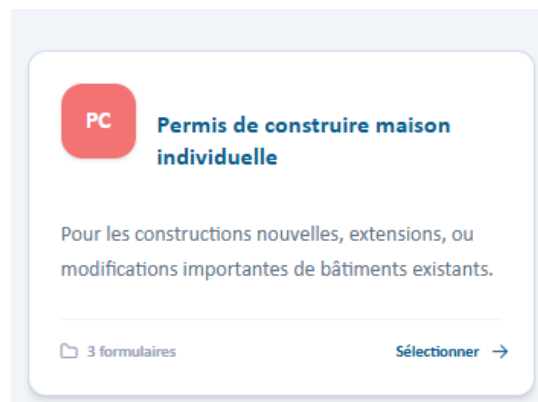 PC
Permis de construire maison
individuelle
Pour les constructions nouvelles, extensions, ou
modifications importantes de bâtiments existants.
3 formulaires
Sélectionner →